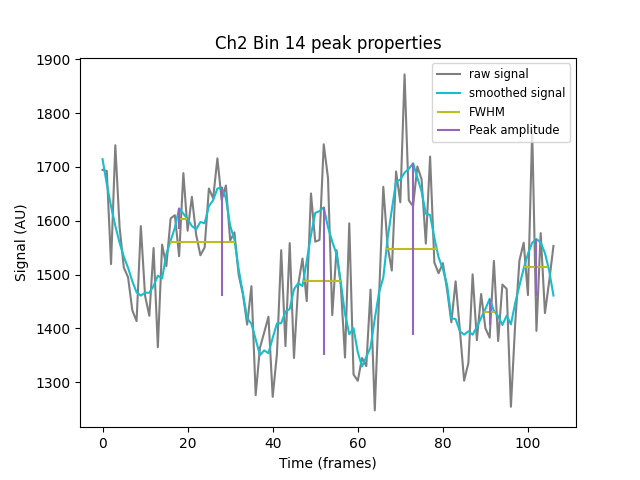 Ch2 Bin 14 peak properties
raw signal
smoothed signal
FWHM
Peak amplitude
Signal (AU)
1900
1800
1700
1600
1500
1400
1300
0 20 40 60 80 100
Time (frames)